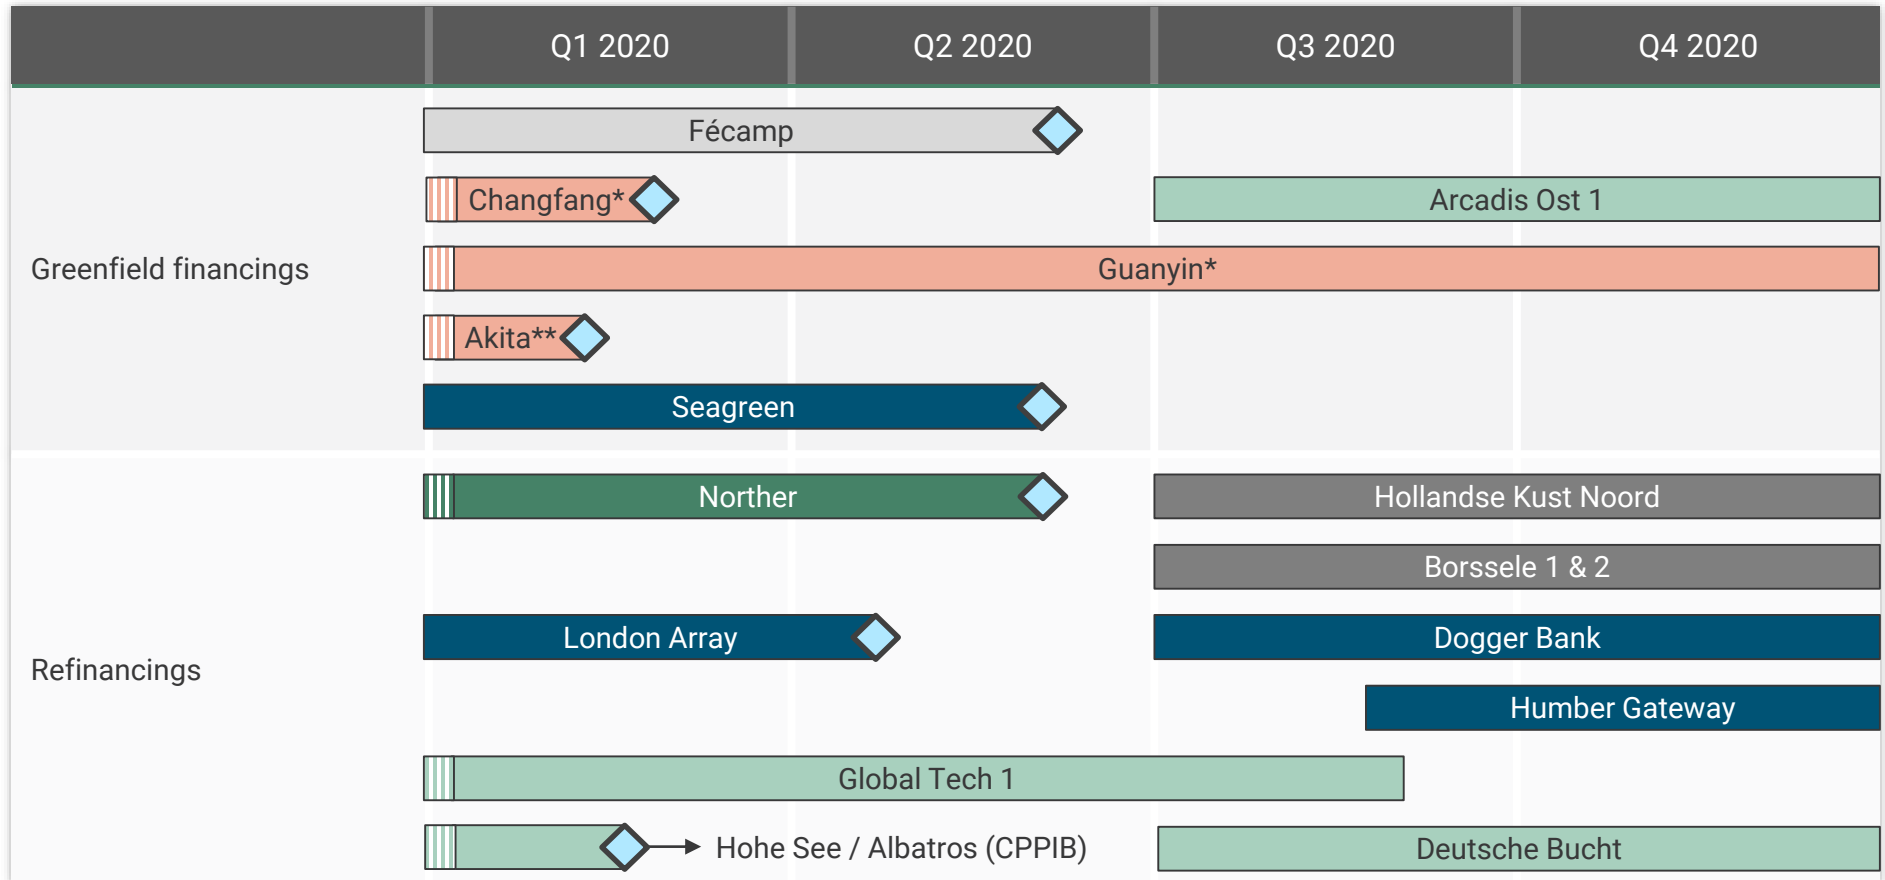 Q1 2020
Q2 2020
Q3 2020
Q4 2020
Greenfield financings
Fécamp
Changfang*
Arcadis Ost 1
Guanyin*
Akita**
Seagreen
Refinancings
Norther
Hollandse Kust Noord
Borssele 1 & 2
London Array
Dogger Bank
Humber Gateway
Global Tech 1
Hohe See / Albatros (CPPIB)
Deutsche Bucht